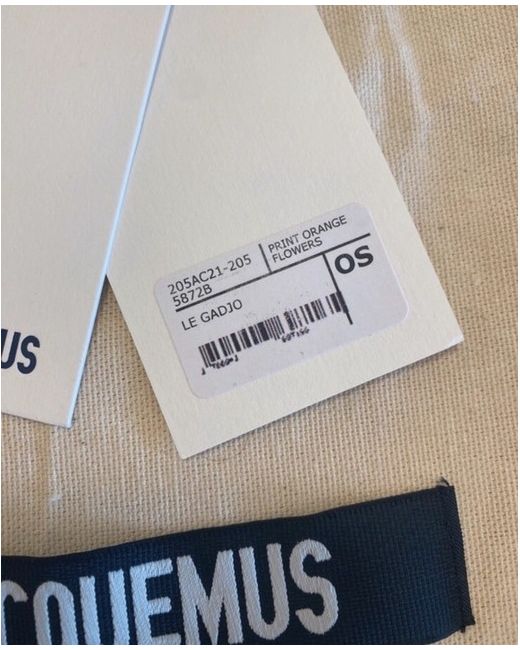 205AC21-205
5872B
PRINT ORANGE
FLOWERS
OS
LE GADJO
US
CQUEMUS